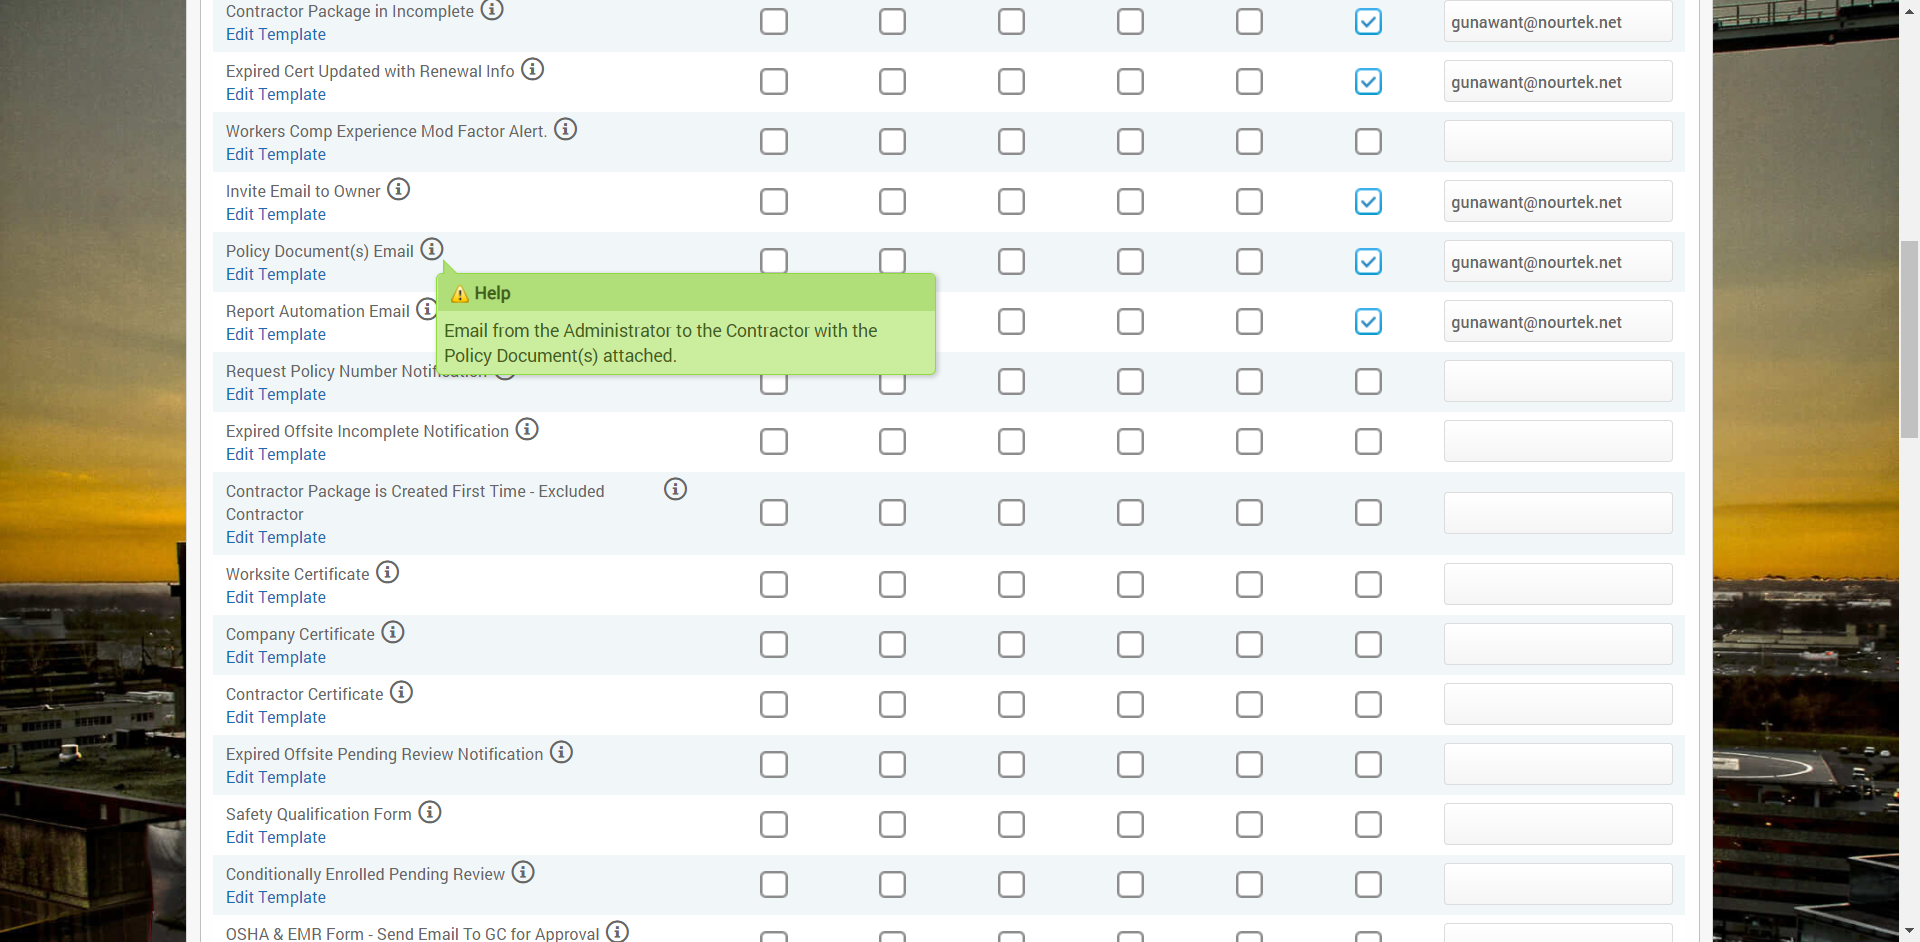 Contractor Package in Incomplete
Edit Template
gunawant@nourtek.net
Expired Cert Updated with Renewal Info
Edit Template
gunawant@nourtek.net
Workers Comp Experience Mod Factor Alert.
Edit Template
Invite Email to Owner
Edit Template
gunawant@nourtek.net
Policy Document(s) Email
Edit Template
gunawant@nourtek.net
Help
Email from the Administrator to the Contractor with the
Policy Document(s) attached.
Report Automation Email
Edit Template
gunawant@nourtek.net
Request Policy Number Notification
Edit Template
Expired Offsite Incomplete Notification
Edit Template
Contractor Package is Created First Time - Excluded
Contractor
Edit Template
Worksite Certificate
Edit Template
Company Certificate
Edit Template
Contractor Certificate
Edit Template
Expired Offsite Pending Review Notification
Edit Template
Safety Qualification Form
Edit Template
Conditionally Enrolled Pending Review
Edit Template
OSHA & EMR Form - Send Email To GC for Approval